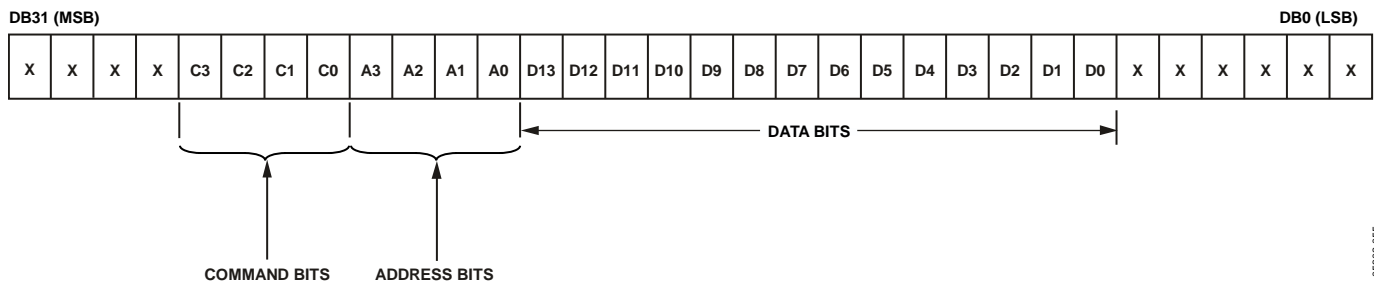 DB31 (MSB) DB0 (LSB)
X X X X C3 C2 C1 C0 A3 A2 A1 A0 D13 D12 D11 D10 D9 D8 D7 D6 D5 D4 D3 D2 D1 D0 X X X X X X
DATA BITS
COMMAND BITS ADDRESS BITS